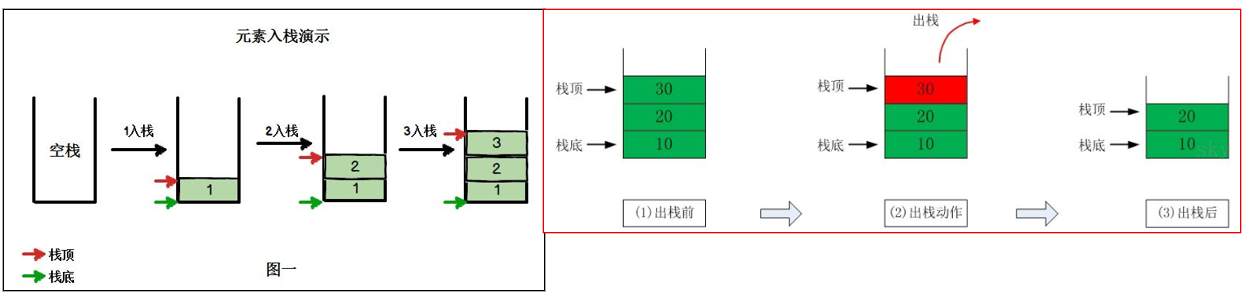 元素入栈演示
空栈
1入栈
1
2入栈
2
1
3入栈
3
2
1
栈顶
栈底
图一
出栈
栈顶
30
20
栈底
10
(1)出栈前
栈顶
30
20
栈底
10
(2)出栈动作
栈顶
20
栈底
10
sky
(3)出栈后